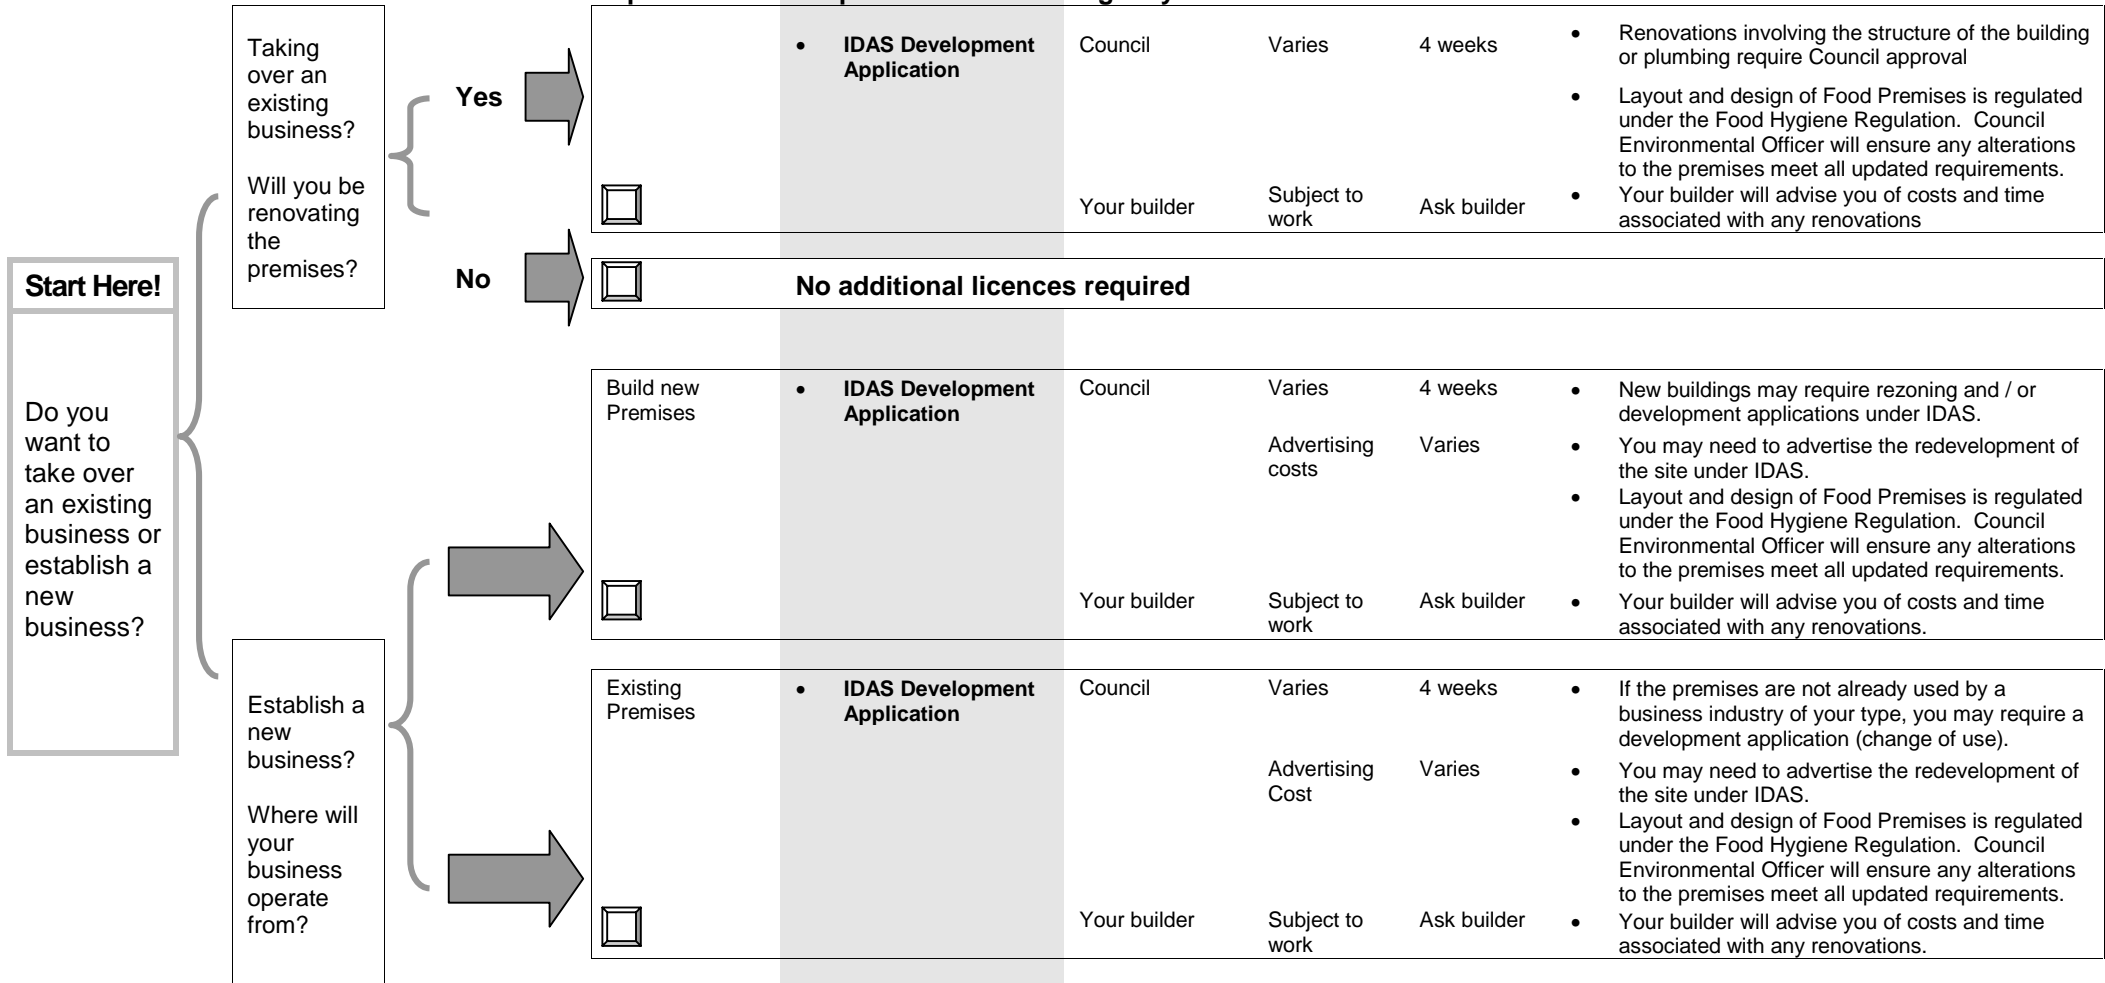 Start Here!
Do you
want to
take over
an existing
business or
establish a
new
business?
Taking
over an
existing
business?
Will you be
renovating
the
premises?
Yes
• IDAS Development
Application
Council
Varies
4 weeks
• Renovations involving the structure of the building
or plumbing require Council approval
• Layout and design of Food Premises is regulated
under the Food Hygiene Regulation. Council
Environmental Officer will ensure any alterations
to the premises meet all updated requirements.
Your builder
Subject to
work
Ask builder
• Your builder will advise you of costs and time
associated with any renovations
No
No additional licences required
Establish a
new
business?
Where will
your
business
operate
from?
Build new
Premises
• IDAS Development
Application
Council
Varies
4 weeks
• New buildings may require rezoning and / or
development applications under IDAS.
Advertising
costs
Varies
• You may need to advertise the redevelopment of
the site under IDAS.
• Layout and design of Food Premises is regulated
under the Food Hygiene Regulation. Council
Environmental Officer will ensure any alterations
to the premises meet all updated requirements.
Your builder
Subject to
work
Ask builder
• Your builder will advise you of costs and time
associated with any renovations.
Existing
Premises
• IDAS Development
Application
Council
Varies
4 weeks
• If the premises are not already used by a
business industry of your type, you may require a
development application (change of use).
Advertising
Cost
Varies
• You may need to advertise the redevelopment of
the site under IDAS.
• Layout and design of Food Premises is regulated
under the Food Hygiene Regulation. Council
Environmental Officer will ensure any alterations
to the premises meet all updated requirements.
Your builder
Subject to
work
Ask builder
• Your builder will advise you of costs and time
associated with any renovations.